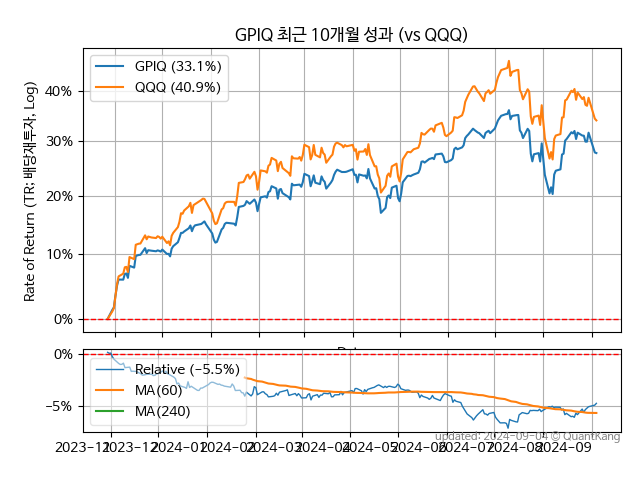 GPIQ 최근 10개월 성과 (vs QQQ)
GPIQ (33.1%)
QQQ (40.9%)
Rate of Return (TR: 배당재투자, Log)
40%
30%
20%
10%
0%
0%
-5%
Relative (-5.5%)
MA(60)
MA(240)
2023-11 2023-12 2024-01 2024-02 2024-03 2024-04 2024-05 2024-06 2024-07 2024-08 2024-09
updated: 2024-09-04 © QuantKang